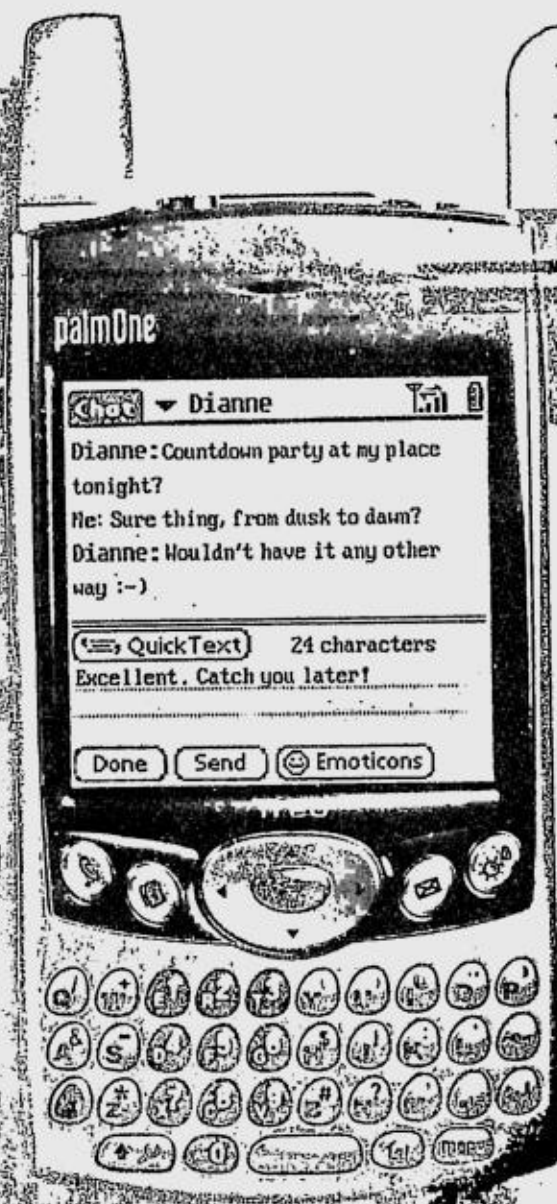 palmOne
Chat Dianne
Dianne: Countdown party at my place
tonight?
Me: Sure thing, from dusk to dawn?
Dianne: Wouldn't have it any other
way :-)
QuickText 24 characters
Excellent. Catch you later!
Done Send Emoticons